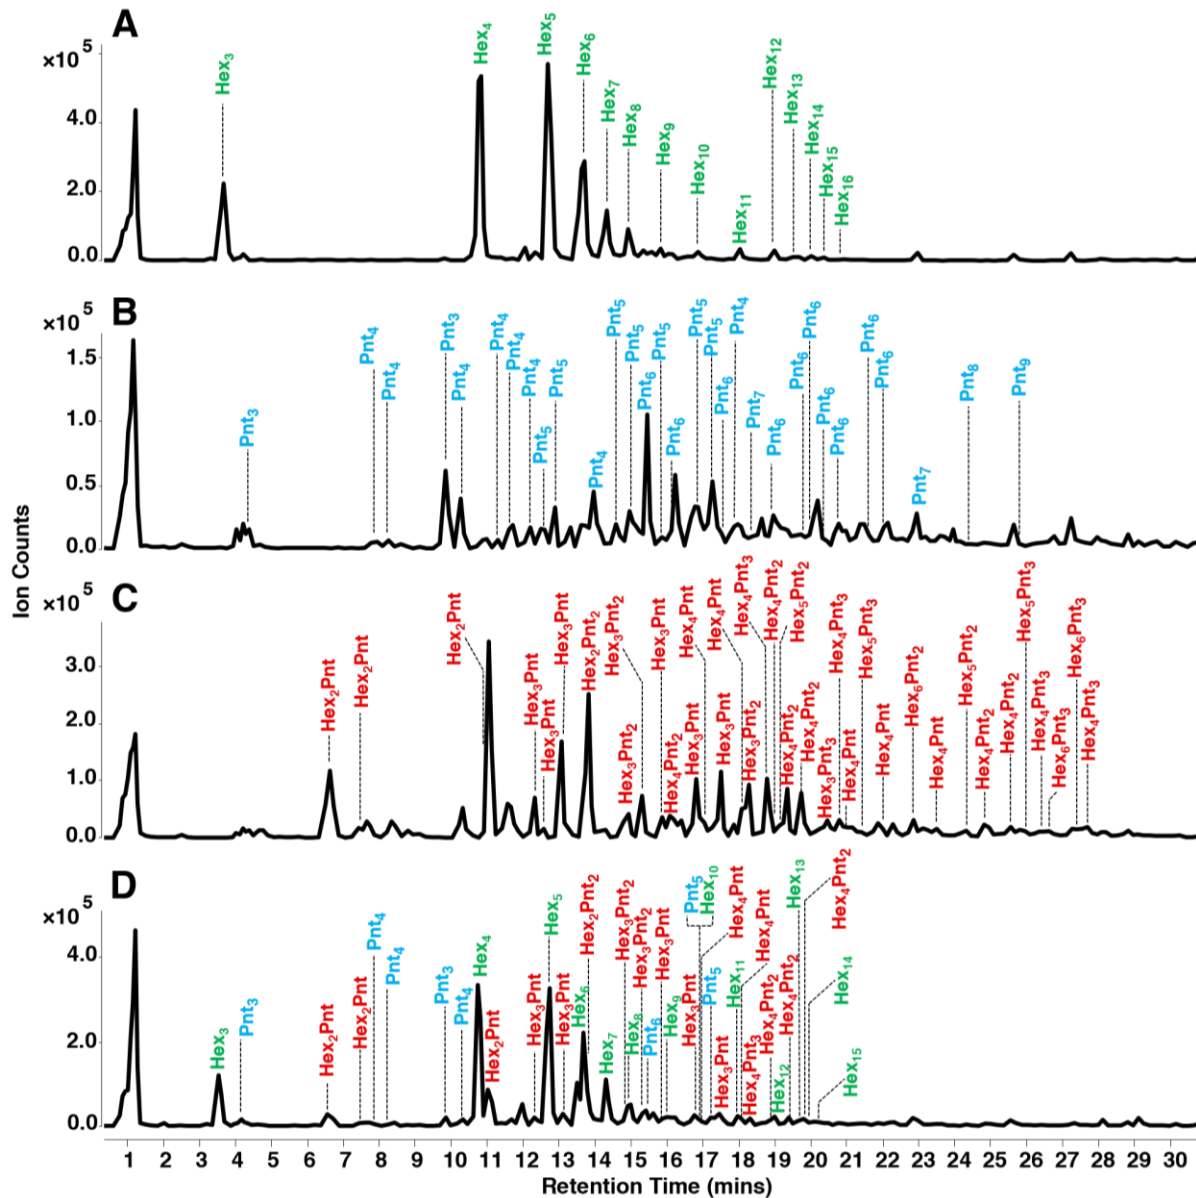 A
×10 5
4.0
2.0
0.0
Hex3
Hex4
Hex5
Hex6
Hex7
Hex8
Hex9
Hex10
Hex11
Hex12
Hex13
Hex14
Hex15
Hex16
B
×10 5
1.5
1.0
0.5
0.0
Pnt3
Pnt4
Pnt4
Pnt3
Pnt4
Pnt4
Pnt4
Pnt4
Pnt5
Pnt5
Pnt4
Pnt5
Pnt5
Pnt6
Pnt5
Pnt6
Pnt5
Pnt5
Pnt6
Pnt4
Pnt7
Pnt6
Pnt6
Pnt6
Pnt6
Pnt6
Pnt6
Pnt6
Pnt7
Pnt8
Pnt9
Ion Counts
C
×10 5
3.0
2.0
1.0
0.0
Hex2Pnt
Hex2Pnt
Hex2Pnt
Hex3Pnt
Hex3Pnt
Hex3Pnt
Hex2Pnt2
Hex3Pnt2
Hex3Pnt2
Hex3Pnt
Hex4Pnt2
Hex3Pnt
Hex4Pnt
Hex3Pnt
Hex4Pnt
Hex3Pnt2
Hex4Pnt3
Hex4Pnt2
Hex5Pnt2
Hex4Pnt2
Hex4Pnt2
Hex3Pnt3
Hex4Pnt3
Hex4Pnt
Hex5Pnt3
Hex4Pnt
Hex6Pnt2
Hex4Pnt
Hex5Pnt2
Hex4Pnt2
Hex4Pnt2
Hex5Pnt3
Hex4Pnt3
Hex6Pnt3
Hex6Pnt3
Hex4Pnt3
D
×10 5
4.0
2.0
0.0
Hex3
Pnt3
Hex2Pnt
Hex2Pnt
Pnt4
Pnt4
Pnt3
Pnt4
Hex4
Hex2Pnt
Hex3Pnt
Hex5
Hex3Pnt
Hex6
Hex2Pnt2
Hex7
Hex3Pnt2
Hex8
Hex3Pnt2
Pnt6
Hex3Pnt
Hex9
Hex3Pnt
Pnt5
Hex10
Hex4Pnt
Pnt5
Hex3Pnt
Hex11
Hex4Pnt
Hex4Pnt3
Hex4Pnt2
Hex12
Hex4Pnt2
Hex13
Hex4Pnt2
Hex14
Hex15
1 2 3 4 5 6 7 8 9 10 11 12 13 14 15 16 17 18 19 20 21 22 23 24 25 26 27 28 29 30
Retention Time (mins)